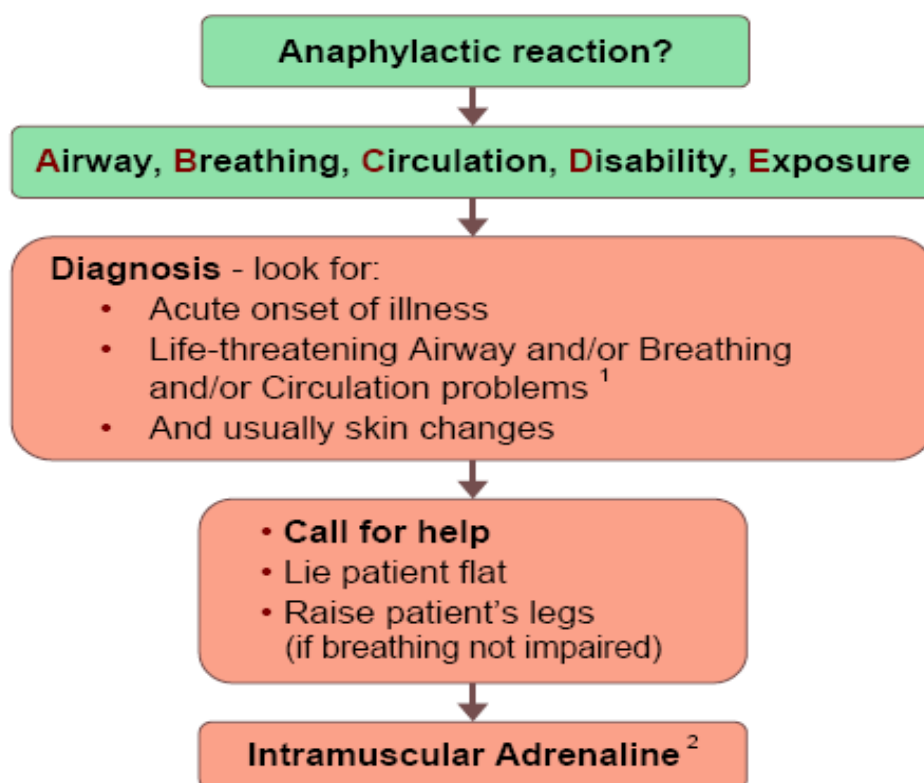 Anaphylactic reaction?
Airway, Breathing, Circulation, Disability, Exposure
Diagnosis - look for:
• Acute onset of illness
• Life-threatening Airway and/or Breathing
and/or Circulation problems ¹
• And usually skin changes
• Call for help
• Lie patient flat
• Raise patient’s legs
(if breathing not impaired)
Intramuscular Adrenaline ²